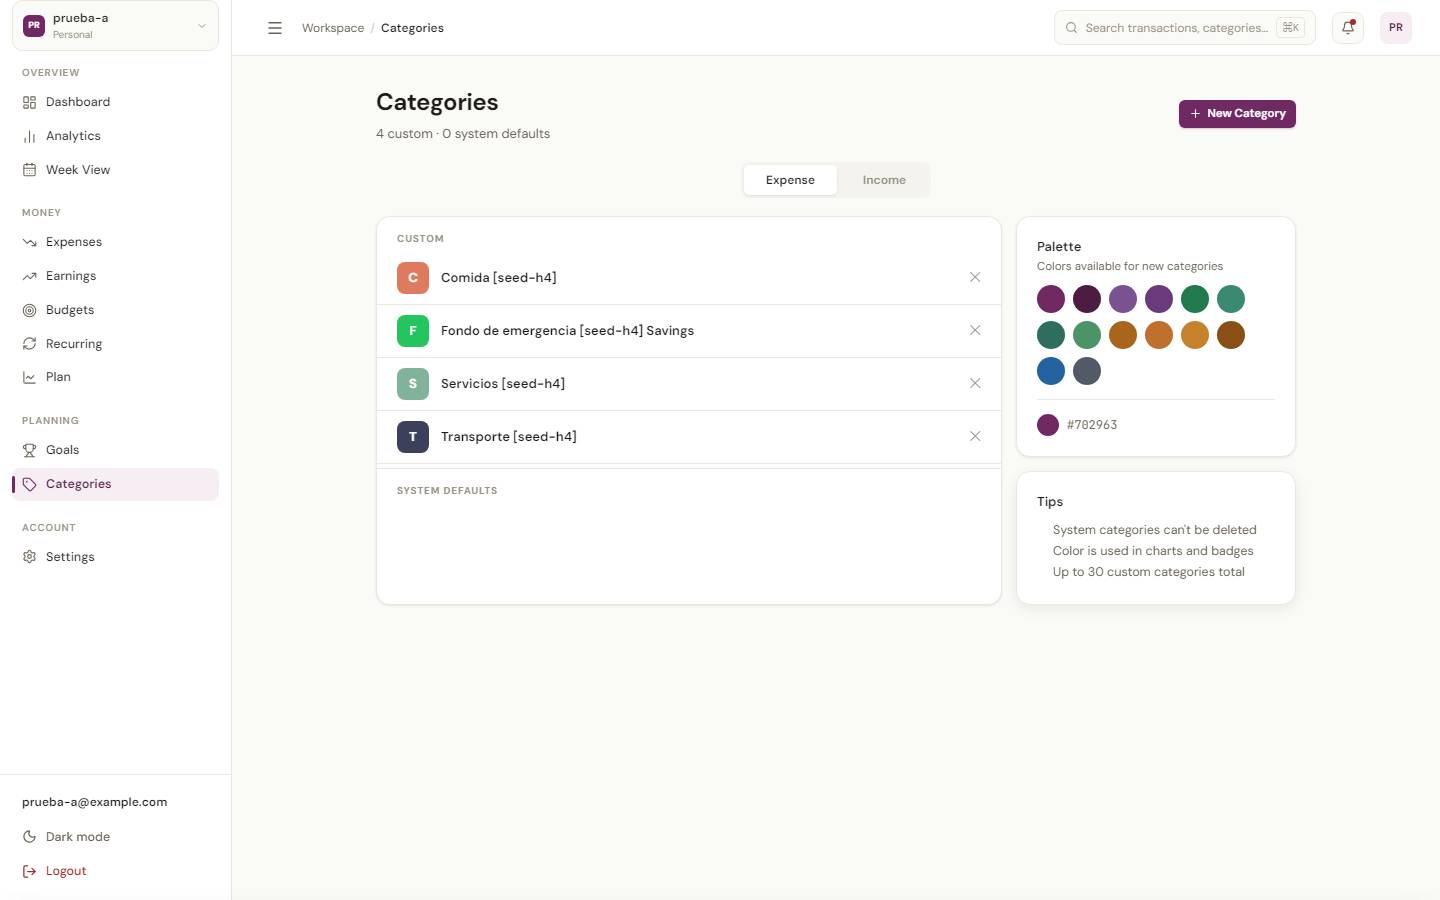 PR
prueba-a
Personal
OVERVIEW
Dashboard
Analytics
Week View
MONEY
Expenses
Earnings
Budgets
Recurring
Plan
PLANNING
Goals
Categories
ACCOUNT
Settings
prueba-a@example.com
Dark mode
Logout
Workspace / Categories
Search transactions, categories... ⌘K
PR
Categories
4 custom · 0 system defaults
+ New Category
Expense
Income
CUSTOM
C Comida [seed-h4]
F Fondo de emergencia [seed-h4] Savings
S Servicios [seed-h4]
T Transporte [seed-h4]
SYSTEM DEFAULTS
Palette
Colors available for new categories
#702963
Tips
System categories can't be deleted
Color is used in charts and badges
Up to 30 custom categories total